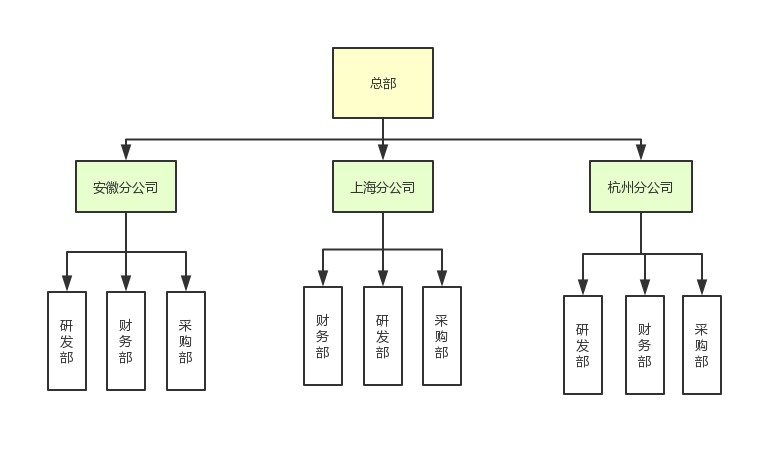 总部
安徽分公司
上海分公司
杭州分公司
研发部
财务部
采购部
财务部
研发部
采购部
研发部
财务部
采购部